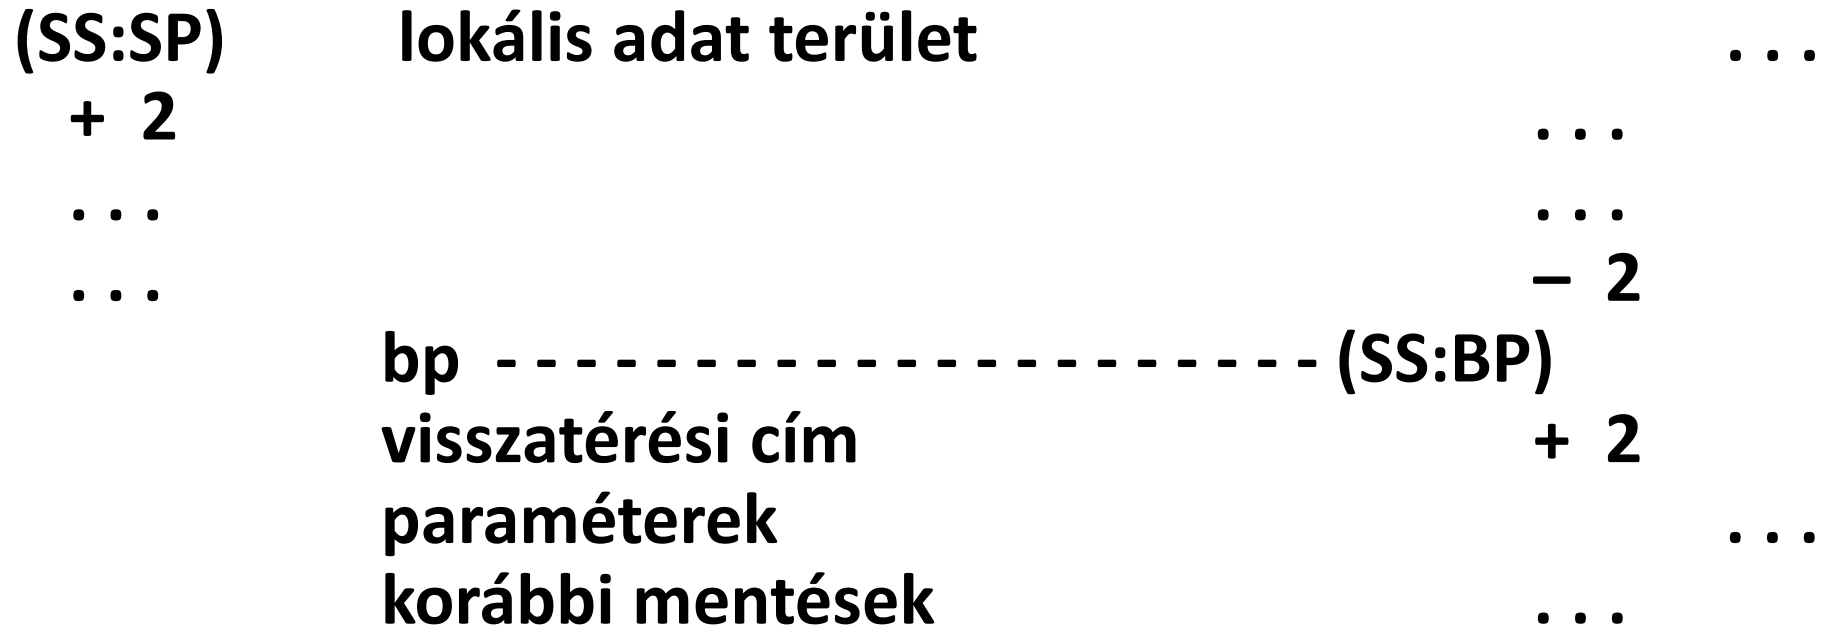 (SS:SP) lokális adat terület . . .
+ 2 . . .
. . . . . .
. . . – 2
bp - - - - - - - - - - - - - - - - - - - - - (SS:BP)
visszatérési cím + 2
paraméterek . . .
korábbi mentések . . .